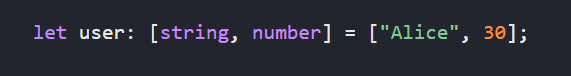 let user: [string, number] = ["Alice", 30];